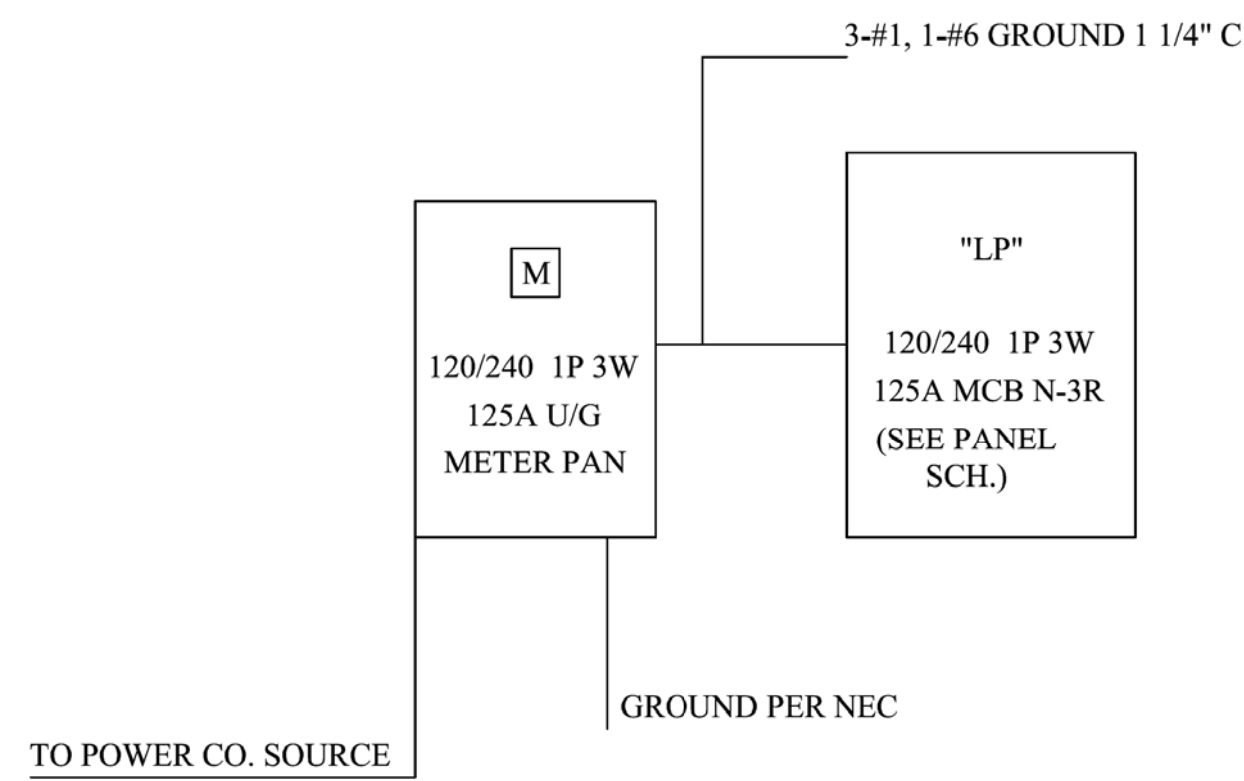 3-#1, 1-#6 GROUND 1 1/4" C
M
120/240 1P 3W
125A U/G
METER PAN
"LP"
120/240 1P 3W
125A MCB N-3R
(SEE PANEL
SCH.)
GROUND PER NEC
TO POWER CO. SOURCE